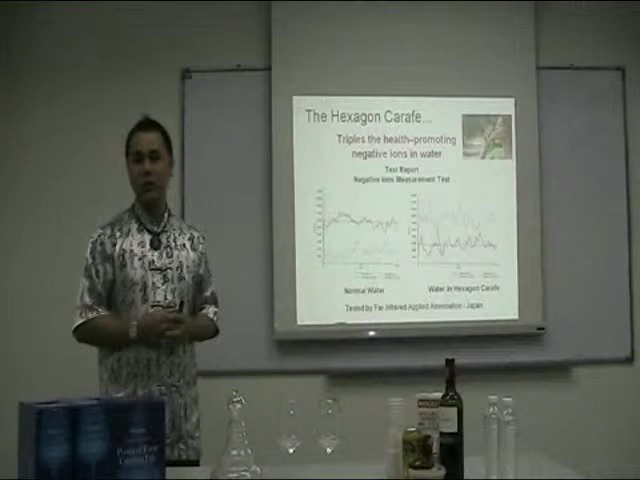 The Hexagon Carafe...
Triples the health-promoting
negative ions in water
Test Report
Negative Ions Measurement Test
Normal Water
Water in Hexagon Carafe
Tested by Far Infrared Applied Association - Japan